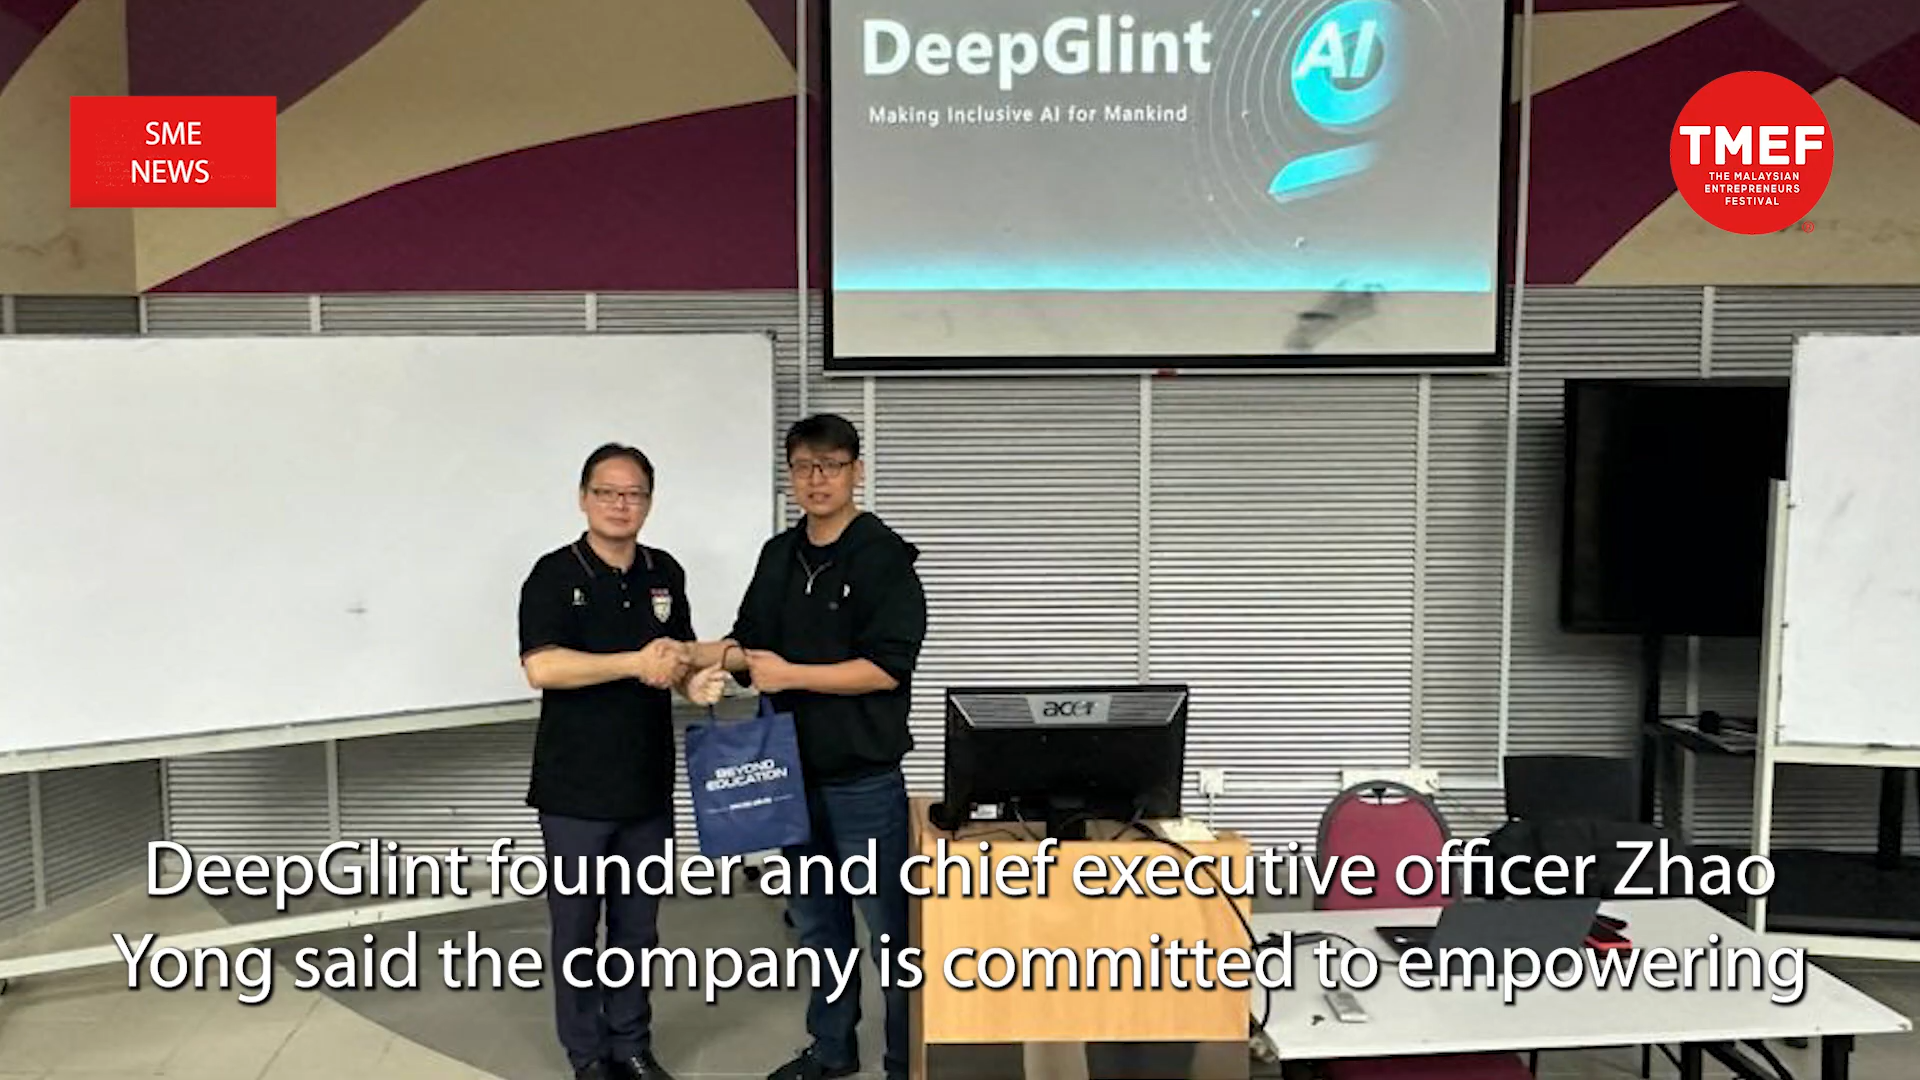 DeepGlint
AI
Making Inclusive AI for Mankind
SME
NEWS
TMEF
THE MALAYSIAN
ENTREPRENEURS
FESTIVAL
acer
BEYOND
EDUCATION
DeepGlint founder and chief executive officer Zhao
Yong said the company is committed to empowering